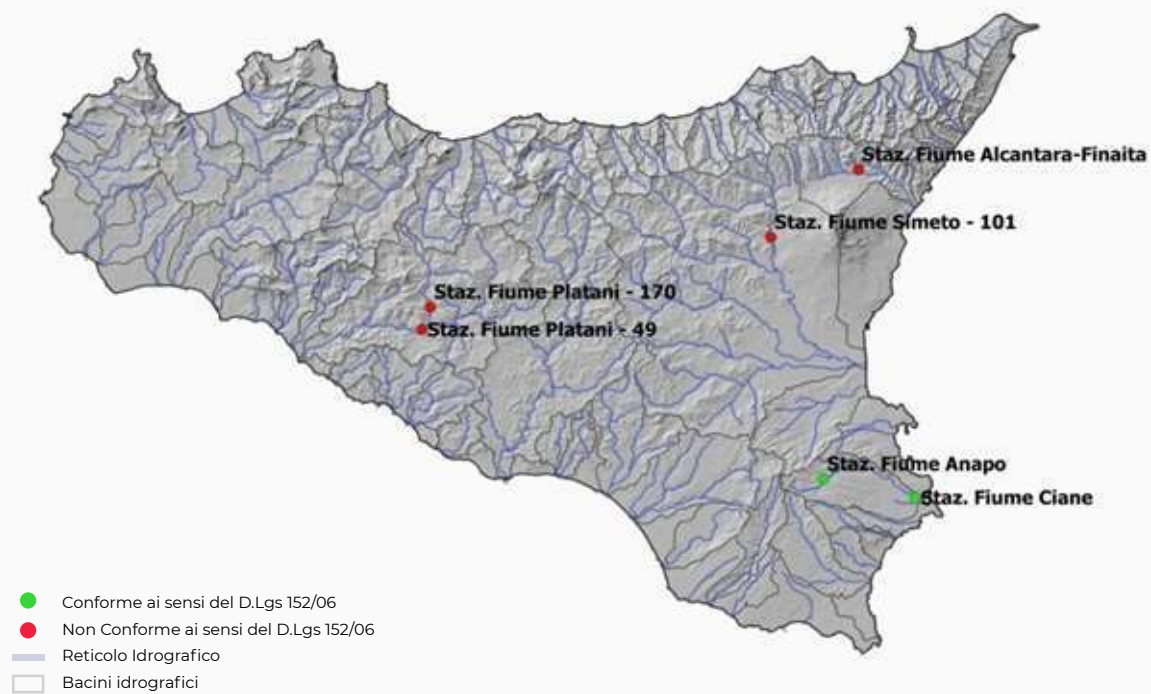 Staz. Fiume Alcantara-Finaita
Staz. Fiume Simeto - 101
Staz. Fiume Platani - 170
Staz. Fiume Platani - 49
Staz. Fiume Anapo
Staz. Fiume Ciane
Conforme ai sensi del D.Lgs 152/06
Non Conforme ai sensi del D.Lgs 152/06
Reticolo Idrografico
Bacini idrografici